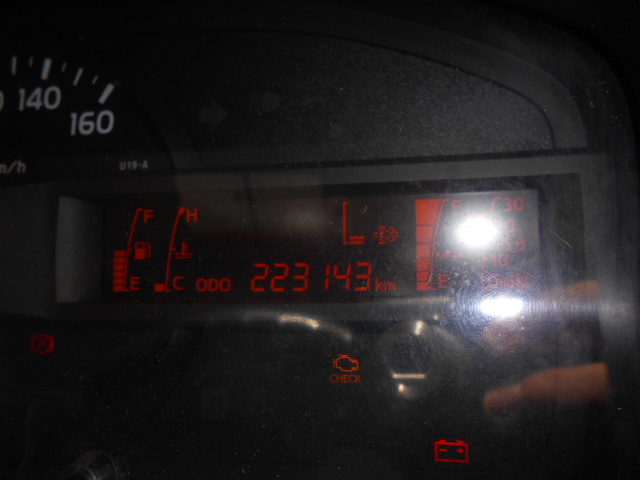 140
160
m/h
U19-A
F H
E C ODO 223143 km
E
CHECK